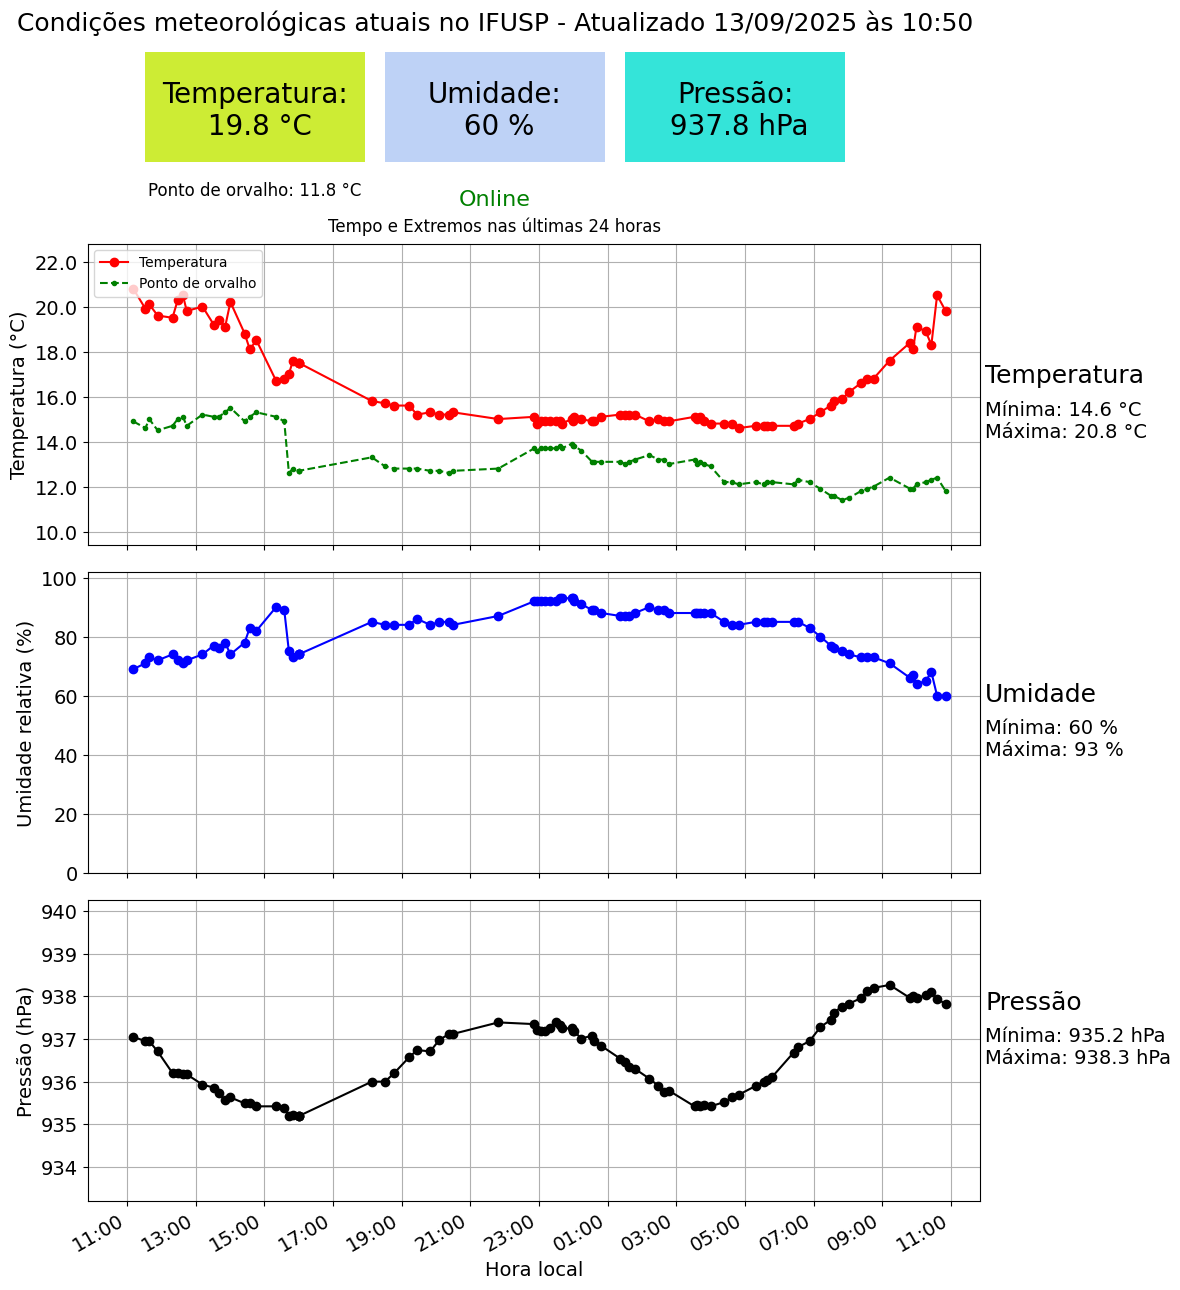 Condições meteorológicas atuais no IFUSP - Atualizado 13/09/2025 às 10:50
Temperatura:
19.8 °C
Umidade:
60 %
Pressão:
937.8 hPa
Ponto de orvalho: 11.8 °C
Online
Tempo e Extremos nas últimas 24 horas
Temperatura
Ponto de orvalho
Temperatura (°C)
22.0
20.0
18.0
16.0
14.0
12.0
10.0
Temperatura
Mínima: 14.6 °C
Máxima: 20.8 °C
Umidade relativa (%)
100
80
60
40
20
0
Umidade
Mínima: 60 %
Máxima: 93 %
Pressão (hPa)
940
939
938
937
936
935
934
Pressão
Mínima: 935.2 hPa
Máxima: 938.3 hPa
11:00 13:00 15:00 17:00 19:00 21:00 23:00 01:00 03:00 05:00 07:00 09:00 11:00
Hora local